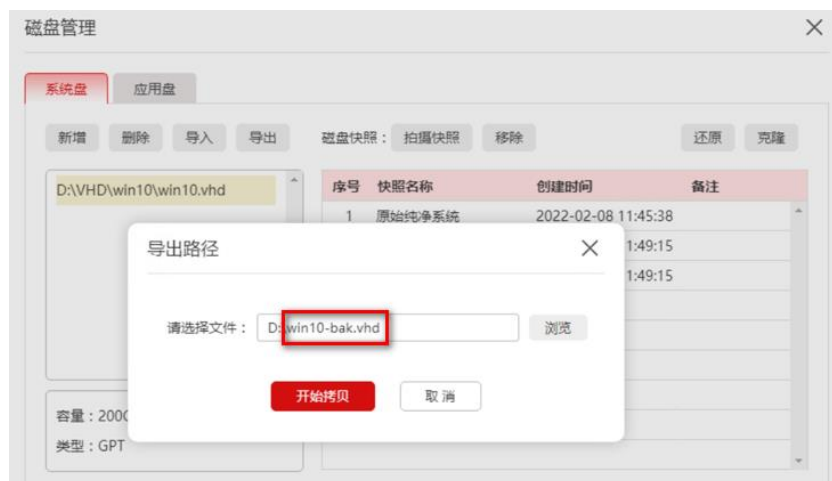 磁盘管理
系统盘 应用盘
新增 删除 导入 导出 磁盘快照： 拍摄快照 移除 还原 克隆
D:\VHD\win10\win10.vhd
序号 快照名称 创建时间 备注
1 原始纯净系统 2022-02-08 11:45:38
1:49:15
1:49:15
导出路径
请选择文件： D:\win10-bak.vhd 浏览
开始拷贝 取消
容量：200G
类型：GPT